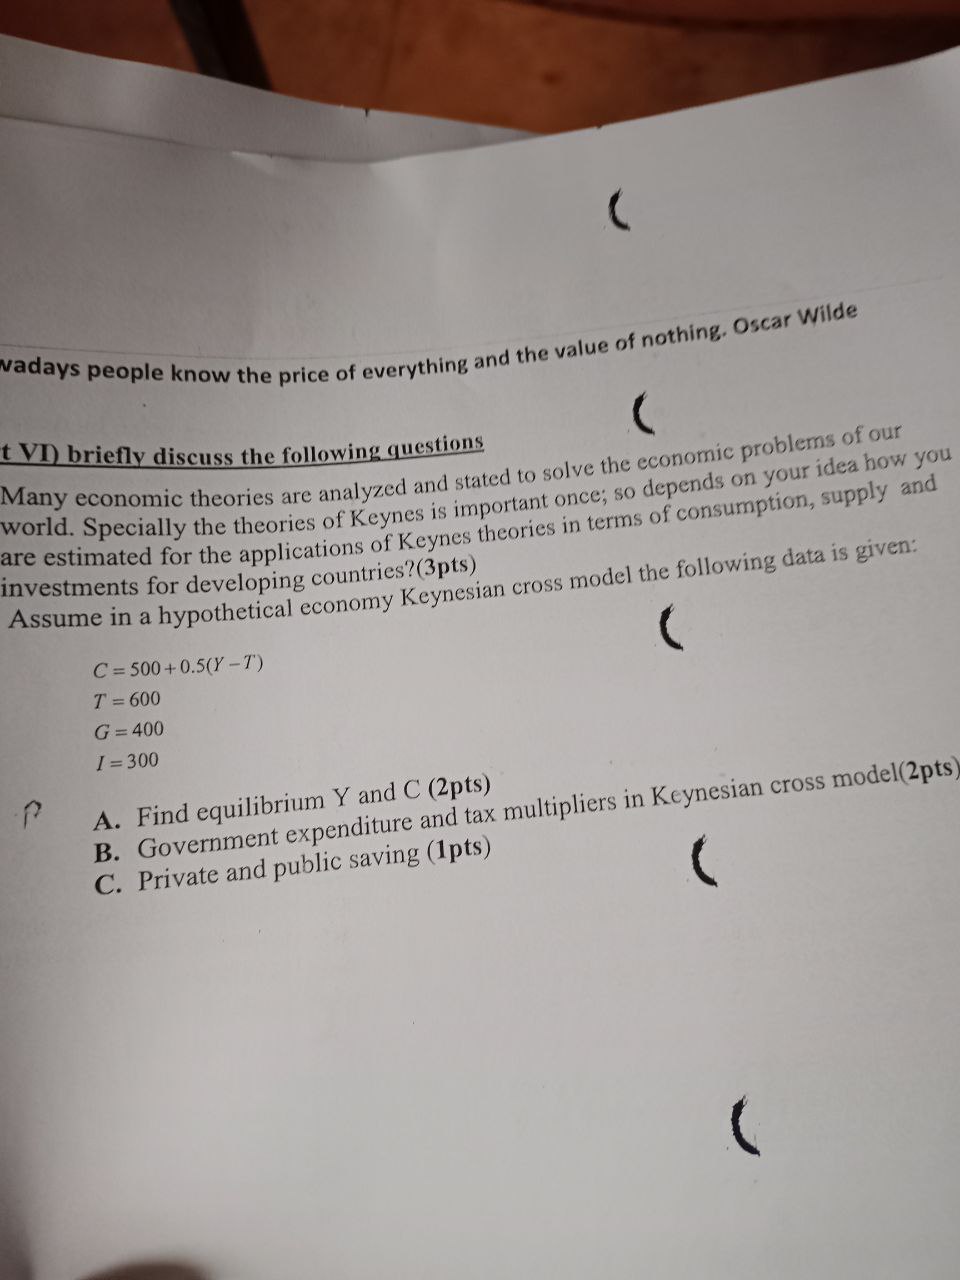 wadays people know the price of everything and the value of nothing. Oscar Wilde
t VI) briefly discuss the following questions
Many economic theories are analyzed and stated to solve the economic problems of our
world. Specially the theories of Keynes is important once; so depends on your idea how you
are estimated for the applications of Keynes theories in terms of consumption, supply and
investments for developing countries?(3pts)
Assume in a hypothetical economy Keynesian cross model the following data is given:
C = 500 + 0.5(Y – T)
T = 600
G = 400
I = 300
A. Find equilibrium Y and C (2pts)
B. Government expenditure and tax multipliers in Keynesian cross model(2pts)
C. Private and public saving (1pts)